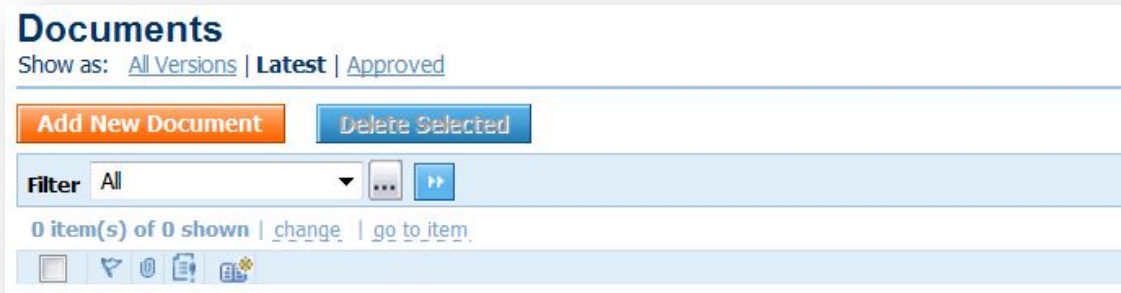 Documents
Show as: All Versions | Latest | Approved
Add New Document Delete Selected
Filter All ...
0 item(s) of 0 shown | change | go to item